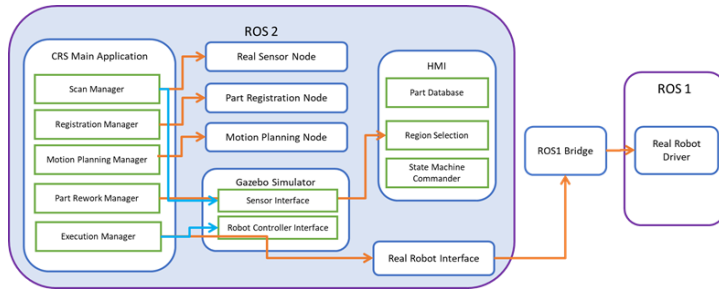 ROS 2
CRS Main Application
Scan Manager
Registration Manager
Motion Planning Manager
Part Rework Manager
Execution Manager
Real Sensor Node
Part Registration Node
Motion Planning Node
Gazebo Simulator
Sensor Interface
Robot Controller Interface
HMI
Part Database
Region Selection
State Machine
Commander
Real Robot Interface
ROS1 Bridge
ROS 1
Real Robot
Driver